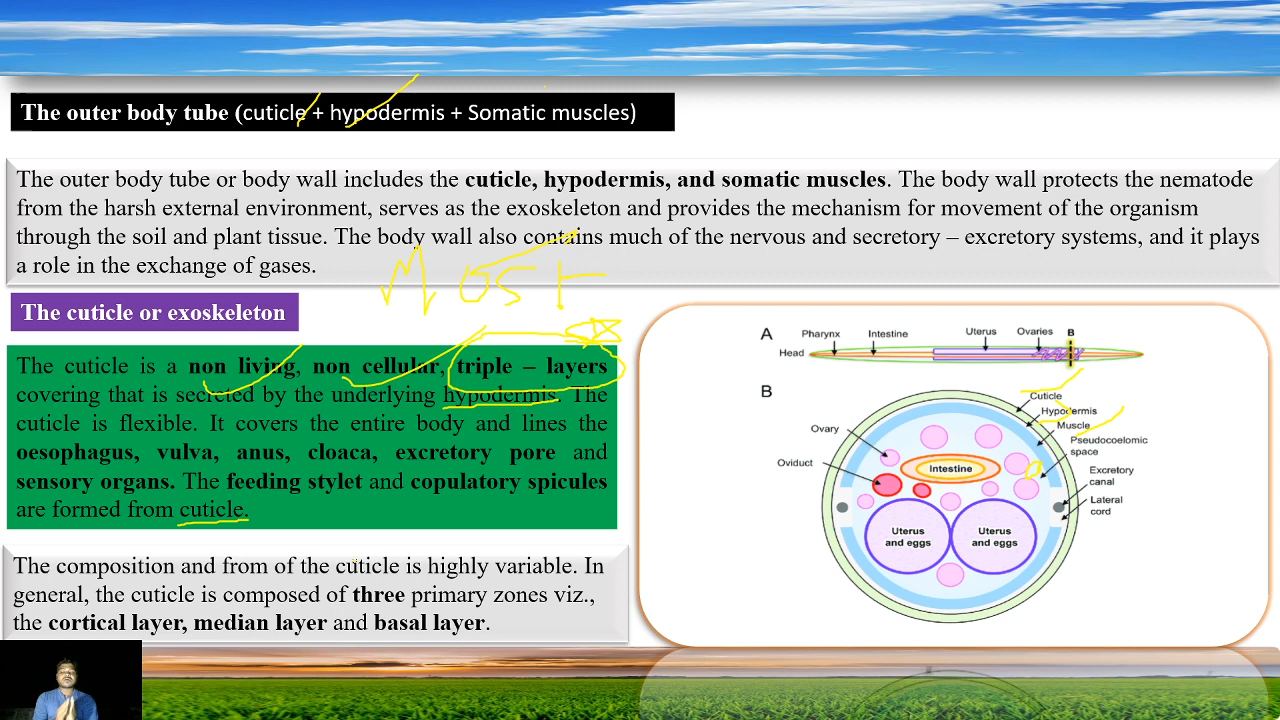 The outer body tube (cuticle + hypodermis + Somatic muscles)
The outer body tube or body wall includes the cuticle, hypodermis, and somatic muscles. The body wall protects the nematode
from the harsh external environment, serves as the exoskeleton and provides the mechanism for movement of the organism
through the soil and plant tissue. The body wall also contains much of the nervous and secretory – excretory systems, and it plays
a role in the exchange of gases.
Most
The cuticle or exoskeleton
The cuticle is a non living, non cellular, triple – layers
covering that is secreted by the underlying hypodermis. The
cuticle is flexible. It covers the entire body and lines the
oesophagus, vulva, anus, cloaca, excretory pore and
sensory organs. The feeding stylet and copulatory spicules
are formed from cuticle.
The composition and from of the cuticle is highly variable. In
general, the cuticle is composed of three primary zones viz.,
the cortical layer, median layer and basal layer.
A
Pharynx
Intestine
Uterus
Ovaries
B
Head
B
Cuticle
Hypodermis
Muscle
Pseudocoelomic
space
Excretory
canal
Lateral
cord
Ovary
Oviduct
Intestine
Uterus
and eggs
Uterus
and eggs